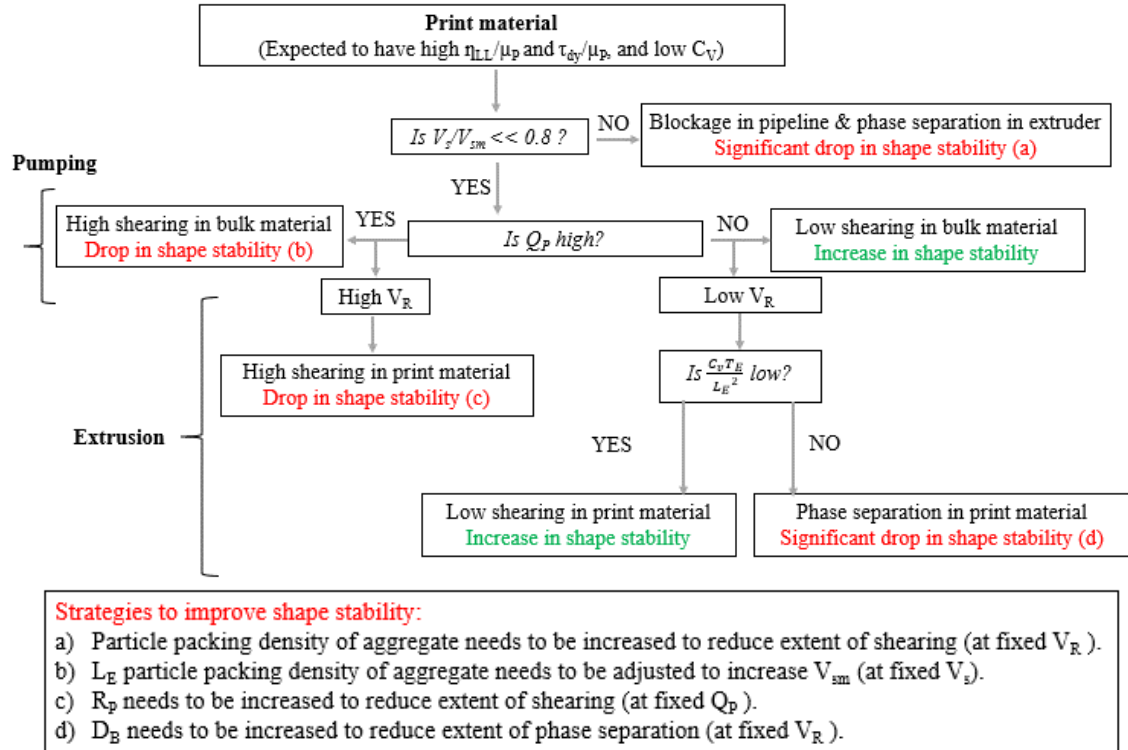 Print material
(Expected to have high η_LL/μ_P and τ_dy/μ_P, and low C_V)
Is V_s/V_sm << 0.8 ?
NO
Blockage in pipeline & phase separation in extruder
Significant drop in shape stability (a)
Pumping
YES
High shearing in bulk material
Drop in shape stability (b)
YES
Is Q_P high?
NO
Low shearing in bulk material
Increase in shape stability
High V_R
Low V_R
High shearing in print material
Drop in shape stability (c)
Is C_v T_E / L_E² low?
Extrusion
YES
NO
Low shearing in print material
Increase in shape stability
Phase separation in print material
Significant drop in shape stability (d)
Strategies to improve shape stability:
a) Particle packing density of aggregate needs to be increased to reduce extent of shearing (at fixed V_R ).
b) L_E particle packing density of aggregate needs to be adjusted to increase V_sm (at fixed V_s).
c) R_P needs to be increased to reduce extent of shearing (at fixed Q_P ).
d) D_B needs to be increased to reduce extent of phase separation (at fixed V_R ).